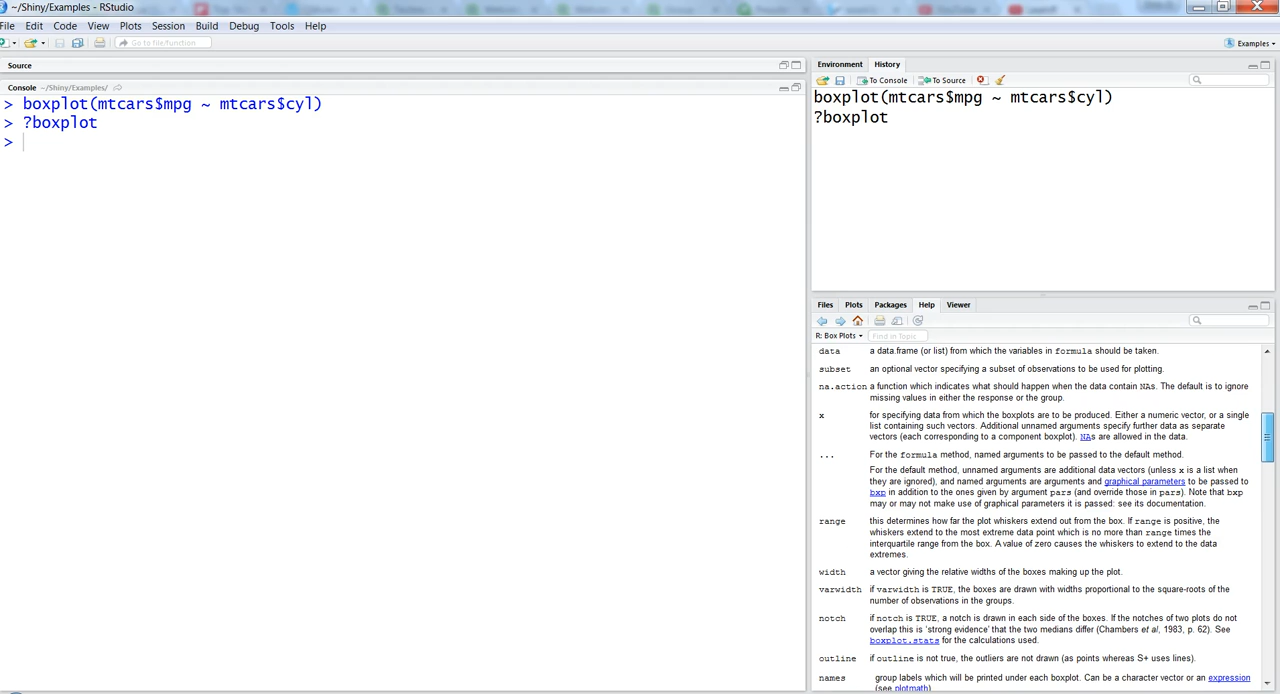 ~/Shiny/Examples - RStudio
File Edit Code View Plots Session Build Debug Tools Help
Go to file/function
Examples
Source
Console ~/Shiny/Examples/
> boxplot(mtcars$mpg ~ mtcars$cyl)
> ?boxplot
>
Environment History
To Console To Source
boxplot(mtcars$mpg ~ mtcars$cyl)
?boxplot
Files Plots Packages Help Viewer
R: Box Plots Find in Topic
data a data.frame (or list) from which the variables in formula should be taken.
subset an optional vector specifying a subset of observations to be used for plotting.
na.action a function which indicates what should happen when the data contain NAs. The default is to ignore
missing values in either the response or the group.
x for specifying data from which the boxplots are to be produced. Either a numeric vector, or a single
list containing such vectors. Additional unnamed arguments specify further data as separate
vectors (each corresponding to a component boxplot). NAs are allowed in the data.
... For the formula method, named arguments to be passed to the default method.
For the default method, unnamed arguments are additional data vectors (unless x is a list when
they are ignored), and named arguments are arguments and graphical parameters to be passed to
bxp in addition to the ones given by argument pars (and override those in pars). Note that bxp
may or may not make use of graphical parameters it is passed: see its documentation.
range this determines how far the plot whiskers extend out from the box. If range is positive, the
whiskers extend to the most extreme data point which is no more than range times the
interquartile range from the box. A value of zero causes the whiskers to extend to the data
extremes.
width a vector giving the relative widths of the boxes making up the plot.
varwidth if varwidth is TRUE, the boxes are drawn with widths proportional to the square-roots of the
number of observations in the groups.
notch if notch is TRUE, a notch is drawn in each side of the boxes. If the notches of two plots do not
overlap this is 'strong evidence' that the two medians differ (Chambers et al, 1983, p. 62). See
boxplot.stats for the calculations used.
outline if outline is not true, the outliers are not drawn (as points whereas S+ uses lines).
names group labels which will be printed under each boxplot. Can be a character vector or an expression
(see plotmath)